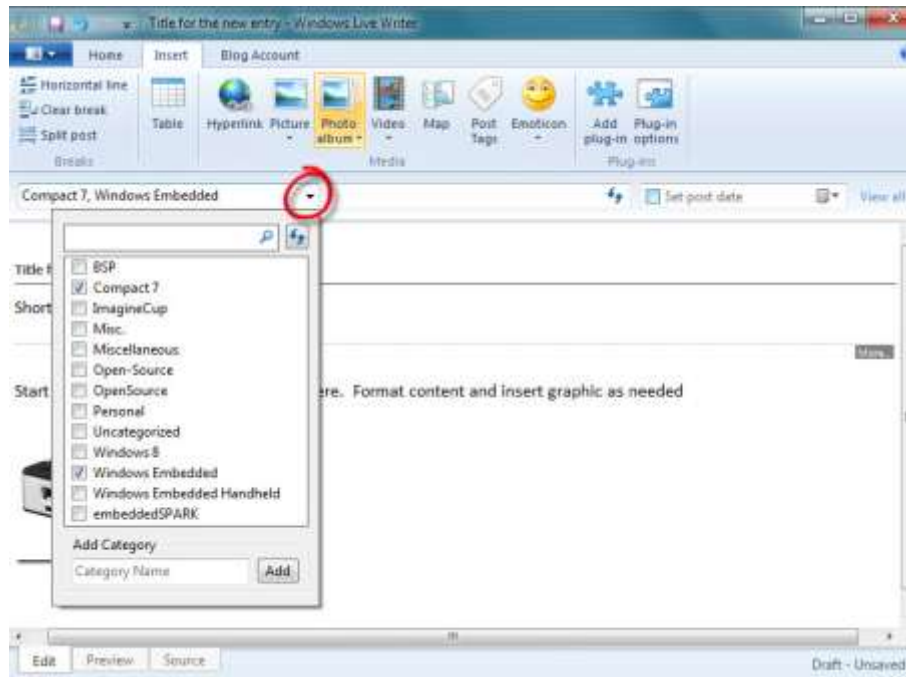 Title for the new entry - Windows Live Writer
Home Insert Blog Account
Horizontal line
Clear break
Split post
Breaks
Table
Hyperlink Picture Photo album Video Map Post Tags Emoticon
Media
Add plug-in Plug-in options
Plug-ins
Compact 7, Windows Embedded
Set post date View all
Title f
BSP
Compact 7
Short
ImagineCup
Misc.
Miscellaneous
More...
Open-Source
Start
OpenSource
ere. Format content and insert graphic as needed
Personal
Uncategorized
Windows 8
Windows Embedded
Windows Embedded Handheld
embeddedSPARK
Add Category
Category Name Add
Edit Preview Source
Draft - Unsaved